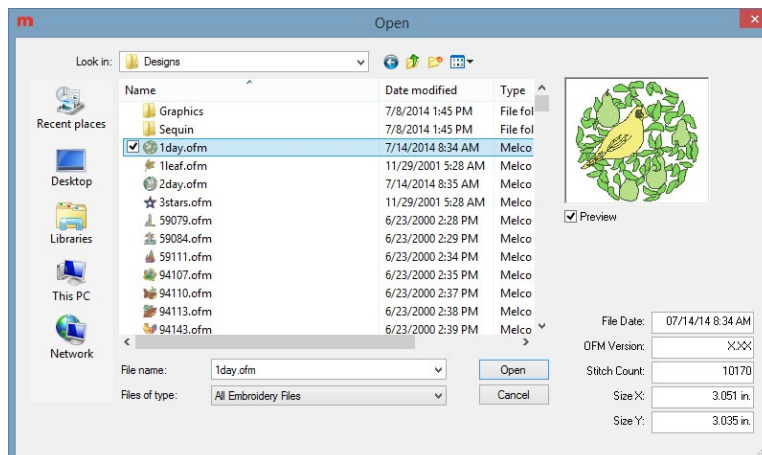 m
Open
Look in: Designs
Recent places
Desktop
Libraries
This PC
Network
Name Date modified Type
Graphics 7/8/2014 1:45 PM File fol
Sequin 7/8/2014 1:45 PM File fol
1day.ofm 7/14/2014 8:34 AM Melco
1leaf.ofm 11/29/2001 5:28 AM Melco
2day.ofm 7/14/2014 8:35 AM Melco
3stars.ofm 11/29/2001 5:28 AM Melco
59079.ofm 6/23/2000 2:28 PM Melco
59084.ofm 6/23/2000 2:29 PM Melco
59111.ofm 6/23/2000 2:34 PM Melco
94107.ofm 6/23/2000 2:35 PM Melco
94110.ofm 6/23/2000 2:37 PM Melco
94113.ofm 6/23/2000 2:38 PM Melco
94143.ofm 6/23/2000 2:39 PM Melco
File name: 1day.ofm Open
Files of type: All Embroidery Files Cancel
Preview
File Date: 07/14/14 8:34 AM
OFM Version: X.XX
Stitch Count: 10170
Size X: 3.051 in.
Size Y: 3.035 in.